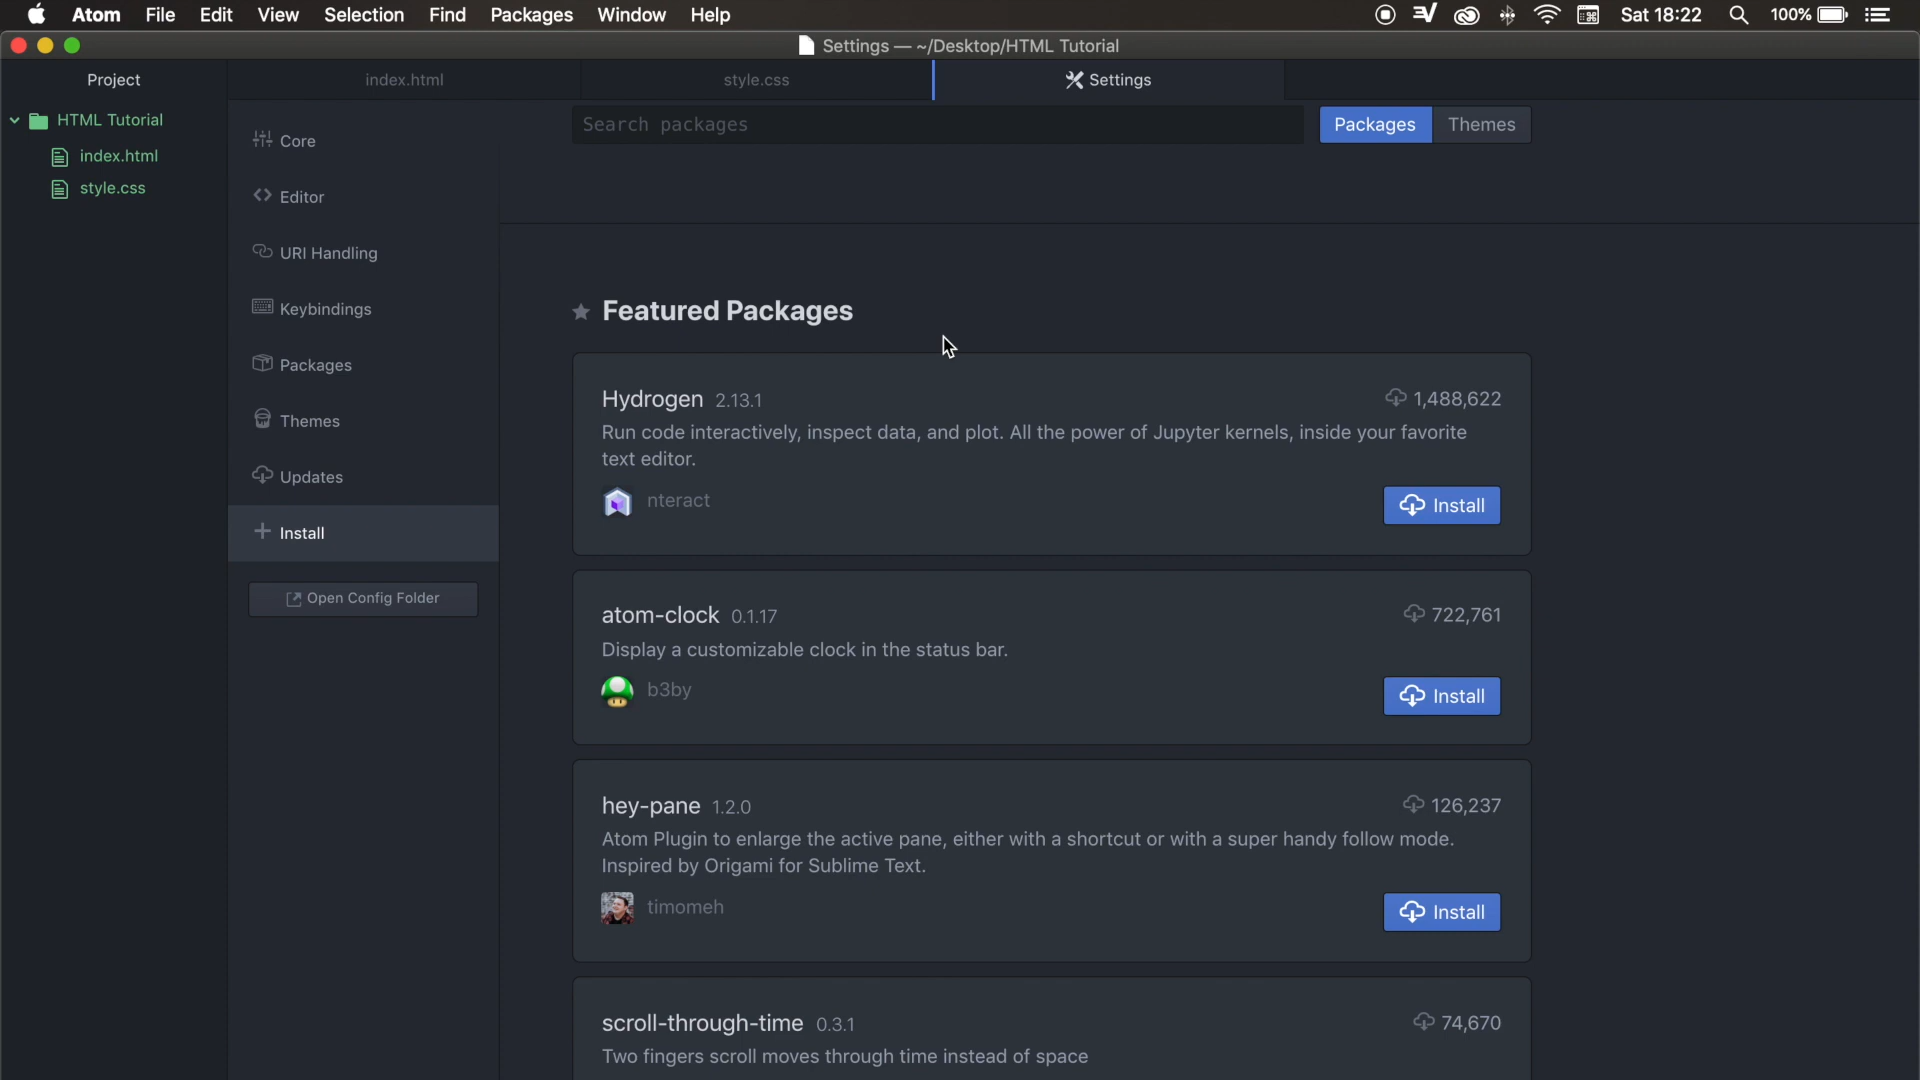 Atom File Edit View Selection Find Packages Window Help
Sat 18:22 100%
Settings — ~/Desktop/HTML Tutorial
Project
index.html
style.css
Settings
HTML Tutorial
index.html
style.css
Core
Editor
URI Handling
Keybindings
Packages
Themes
Updates
Install
Open Config Folder
Search packages
Packages
Themes
Featured Packages
Hydrogen 2.13.1
1,488,622
Run code interactively, inspect data, and plot. All the power of Jupyter kernels, inside your favorite
text editor.
nteract
Install
atom-clock 0.1.17
722,761
Display a customizable clock in the status bar.
b3by
Install
hey-pane 1.2.0
126,237
Atom Plugin to enlarge the active pane, either with a shortcut or with a super handy follow mode.
Inspired by Origami for Sublime Text.
timomeh
Install
scroll-through-time 0.3.1
74,670
Two fingers scroll moves through time instead of space